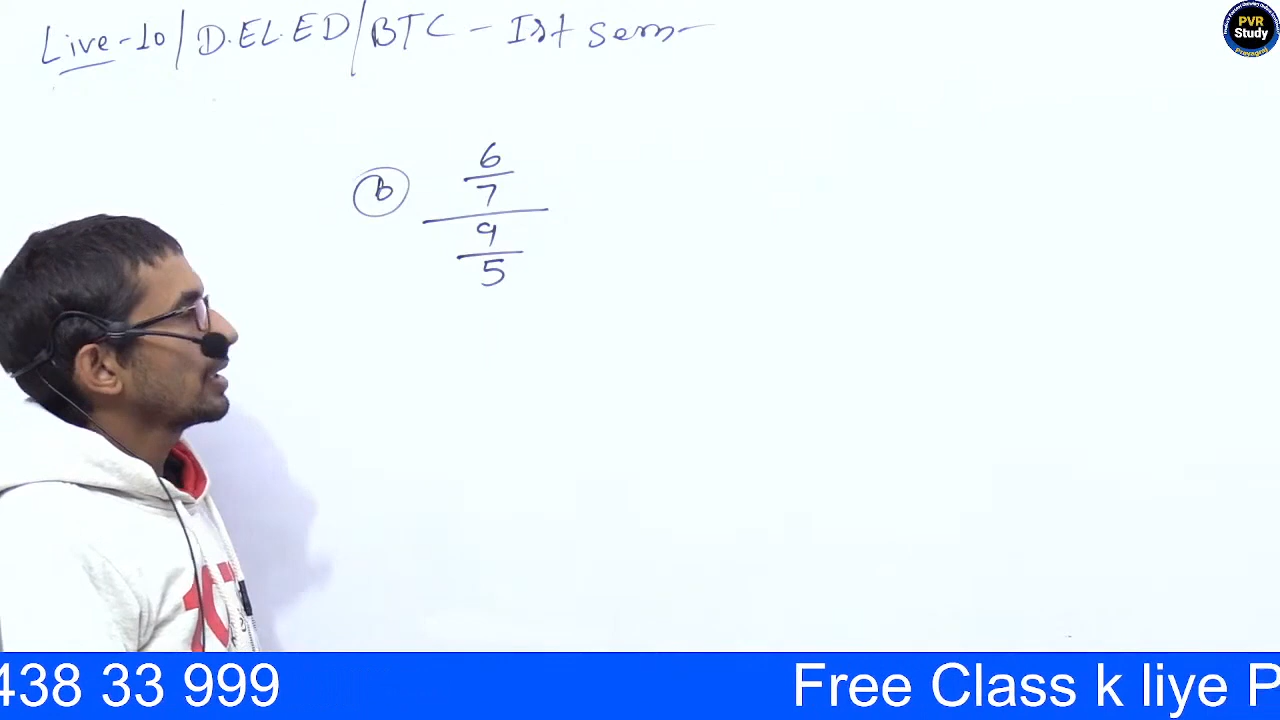 Live-10/D.EL.ED/BTC - Ist Sem
PVR
Study
Prayagraj
(b) 6
7
9
5
438 33 999 Free Class k liye P